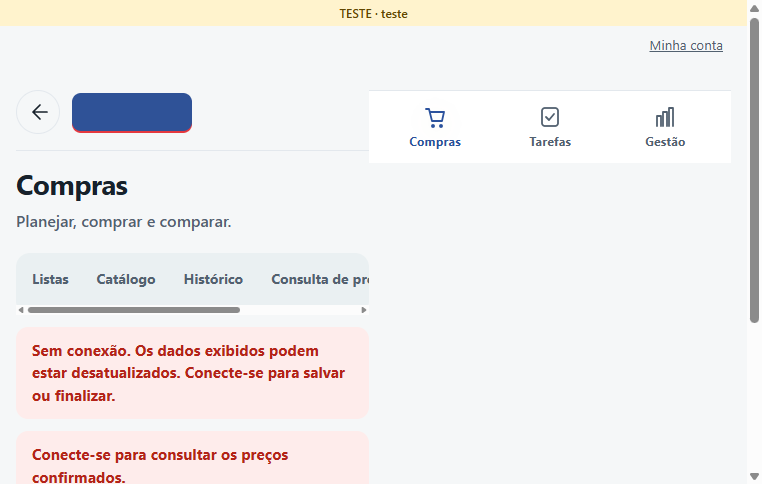 TESTE · teste
Minha conta
Compras
Tarefas
Gestão
Compras
Planejar, comprar e comparar.
Listas
Catálogo
Histórico
Consulta de pre
Sem conexão. Os dados exibidos podem
estar desatualizados. Conecte-se para salvar
ou finalizar.
Conecte-se para consultar os preços
confirmados.